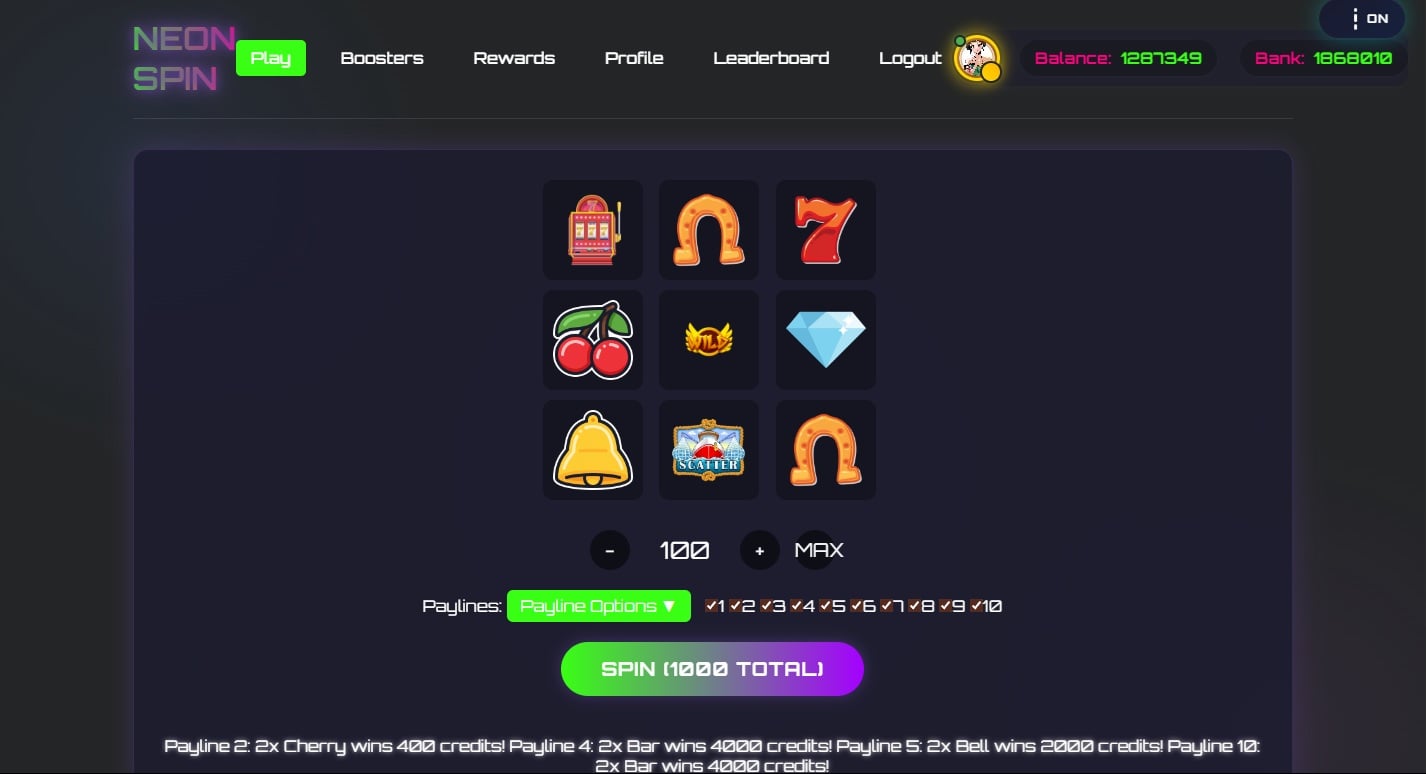 NEON
SPIN
Play
Boosters
Rewards
Profile
Leaderboard
Logout
Balance: 1287349
Bank: 1868010
ON
7
WILD
SCATTER
-
100
+
MAX
Paylines: Payline Options ▼ 1 2 3 4 5 6 7 8 9 10
SPIN (1000 TOTAL)
Payline 2: 2x Cherry wins 400 credits! Payline 4: 2x Bar wins 4000 credits! Payline 5: 2x Bell wins 2000 credits! Payline 10:
2x Bar wins 4000 credits!